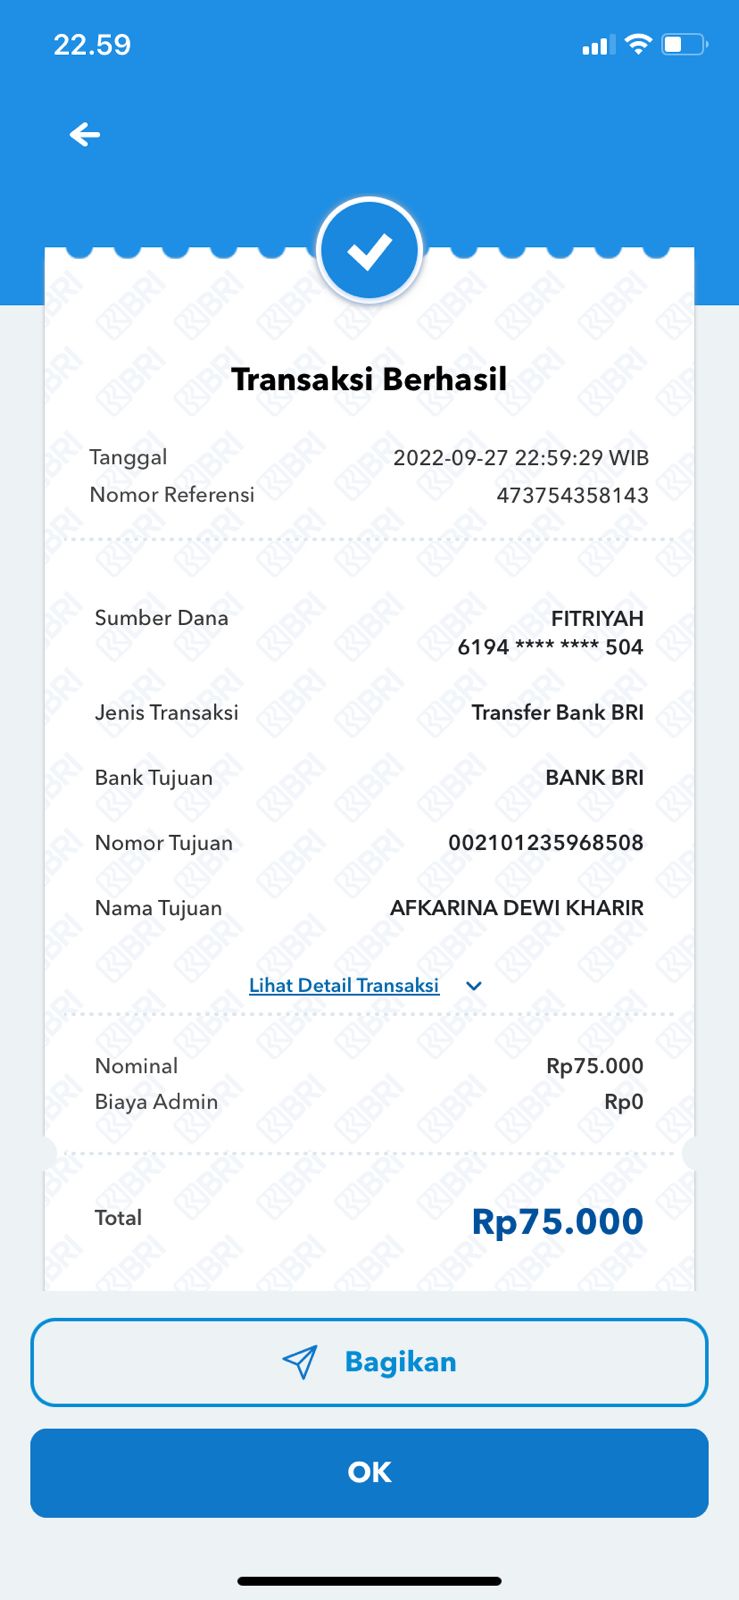 22.59
Transaksi Berhasil
Tanggal 2022-09-27 22:59:29 WIB
Nomor Referensi 473754358143
Sumber Dana FITRIYAH
6194 **** **** 504
Jenis Transaksi Transfer Bank BRI
Bank Tujuan BANK BRI
Nomor Tujuan 002101235968508
Nama Tujuan AFKARINA DEWI KHARIR
Lihat Detail Transaksi
Nominal Rp75.000
Biaya Admin Rp0
Total Rp75.000
Bagikan
OK